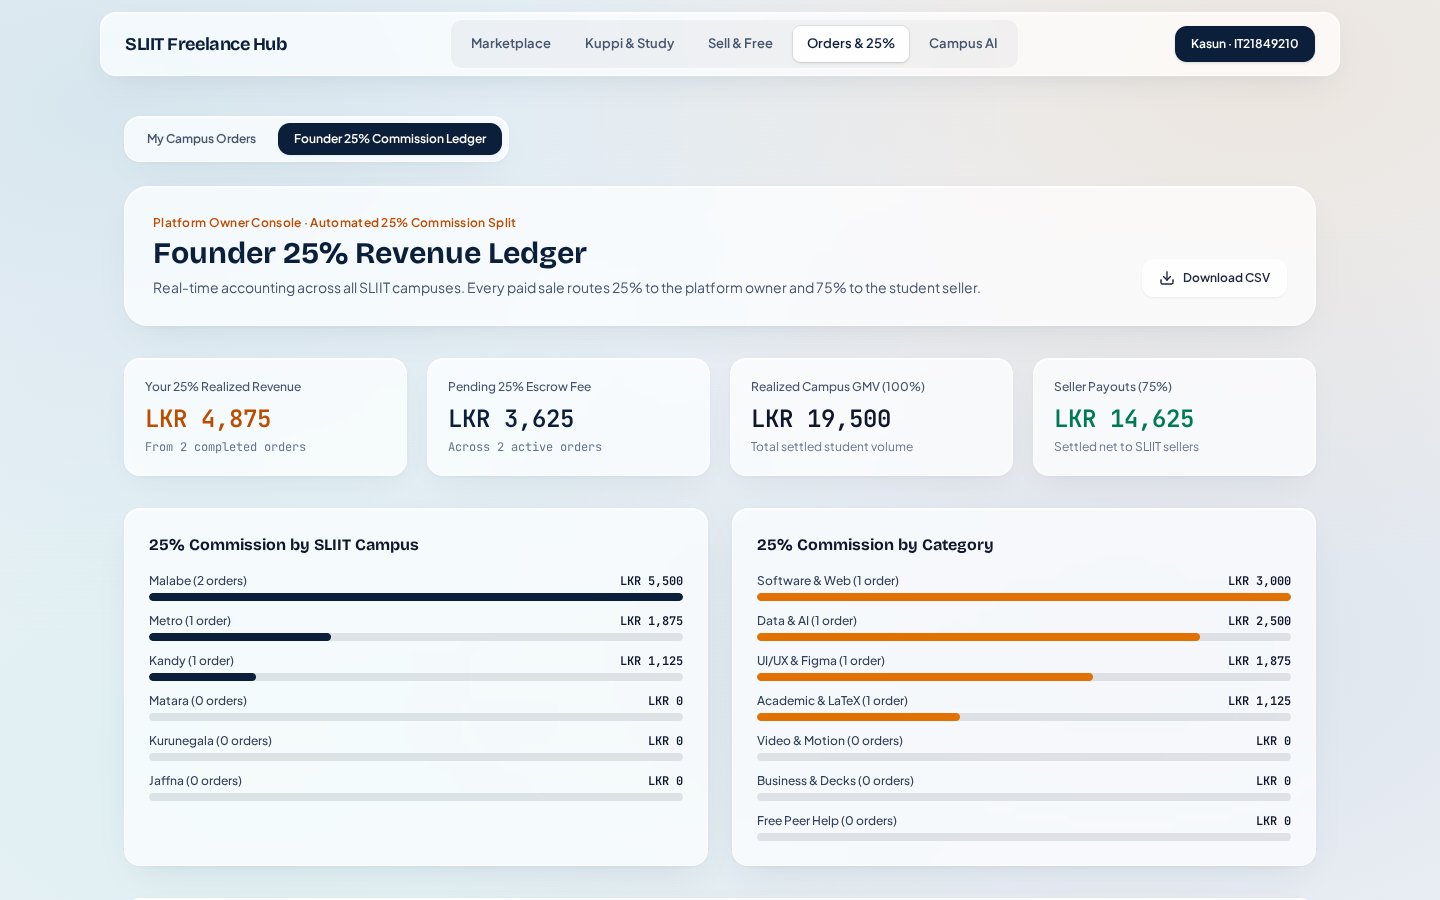 SLIIT Freelance Hub
Marketplace
Kuppi & Study
Sell & Free
Orders & 25%
Campus AI
Kasun · IT21849210
My Campus Orders
Founder 25% Commission Ledger
Platform Owner Console · Automated 25% Commission Split
Founder 25% Revenue Ledger
Real-time accounting across all SLIIT campuses. Every paid sale routes 25% to the platform owner and 75% to the student seller.
Download CSV
Your 25% Realized Revenue
LKR 4,875
From 2 completed orders
Pending 25% Escrow Fee
LKR 3,625
Across 2 active orders
Realized Campus GMV (100%)
LKR 19,500
Total settled student volume
Seller Payouts (75%)
LKR 14,625
Settled net to SLIIT sellers
25% Commission by SLIIT Campus
Malabe (2 orders) LKR 5,500
Metro (1 order) LKR 1,875
Kandy (1 order) LKR 1,125
Matara (0 orders) LKR 0
Kurunegala (0 orders) LKR 0
Jaffna (0 orders) LKR 0
25% Commission by Category
Software & Web (1 order) LKR 3,000
Data & AI (1 order) LKR 2,500
UI/UX & Figma (1 order) LKR 1,875
Academic & LaTeX (1 order) LKR 1,125
Video & Motion (0 orders) LKR 0
Business & Decks (0 orders) LKR 0
Free Peer Help (0 orders) LKR 0